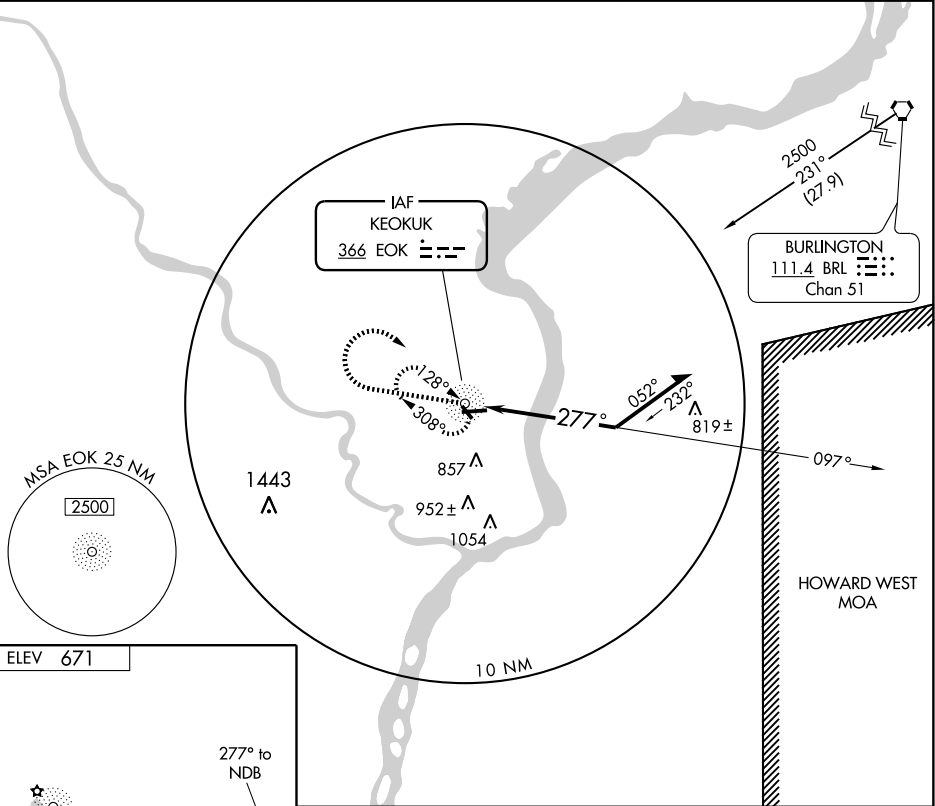 2500
231°
(27.9)
IAF
KEOKUK
366 EOK
BURLINGTON
111.4 BRL
Chan 51
128°
308°
277°
052°
232°
819±
097°
857
952±
1054
1443
MSA EOK 25 NM
2500
HOWARD WEST
MOA
10 NM
ELEV 671
277° to
NDB